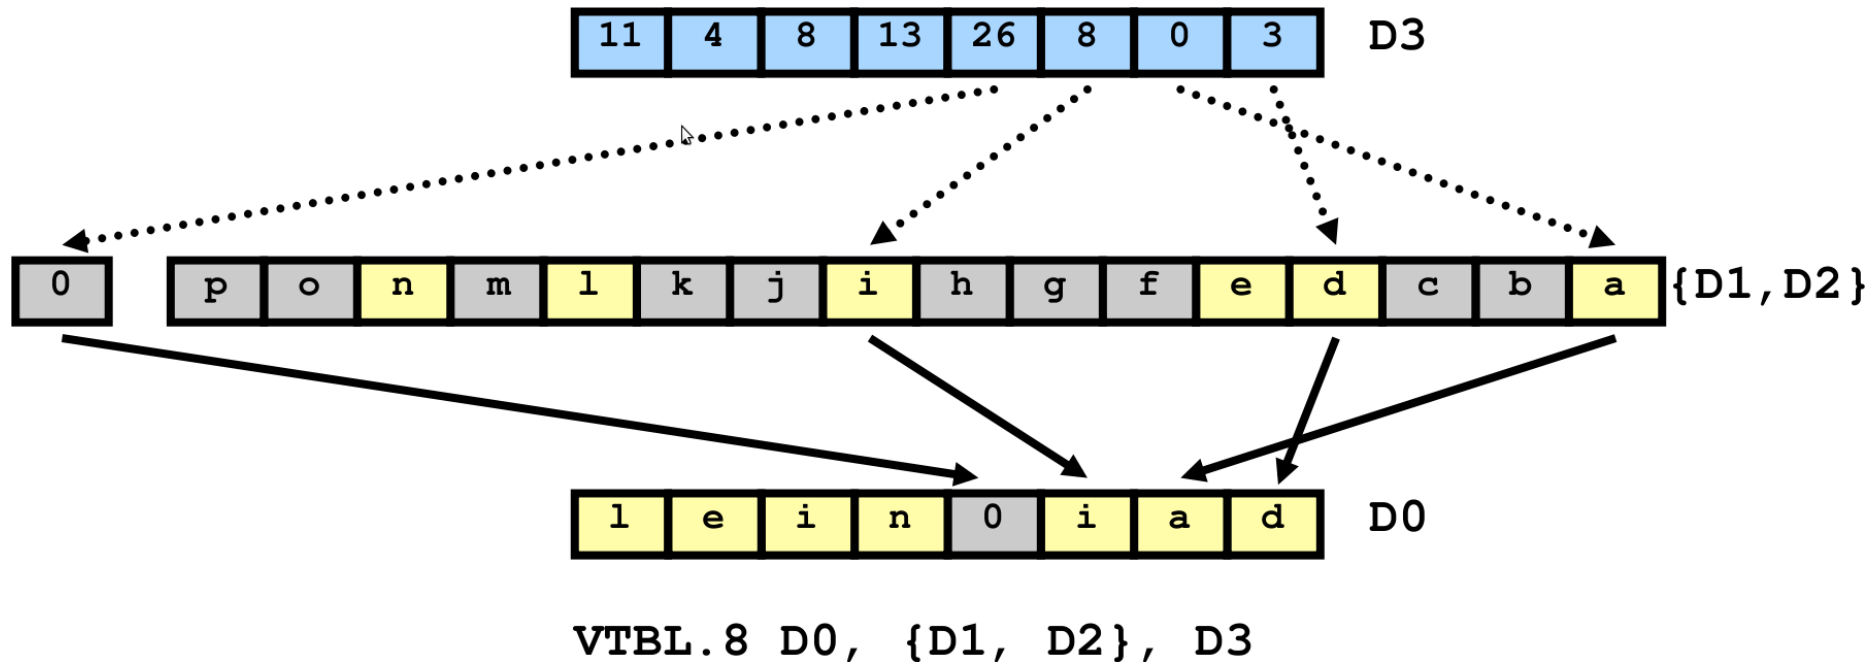 11 4 8 13 26 8 0 3 D3
0 p o n m l k j i h g f e d c b a {D1,D2}
l e i n 0 i a d D0
VTBL.8 D0, {D1, D2}, D3